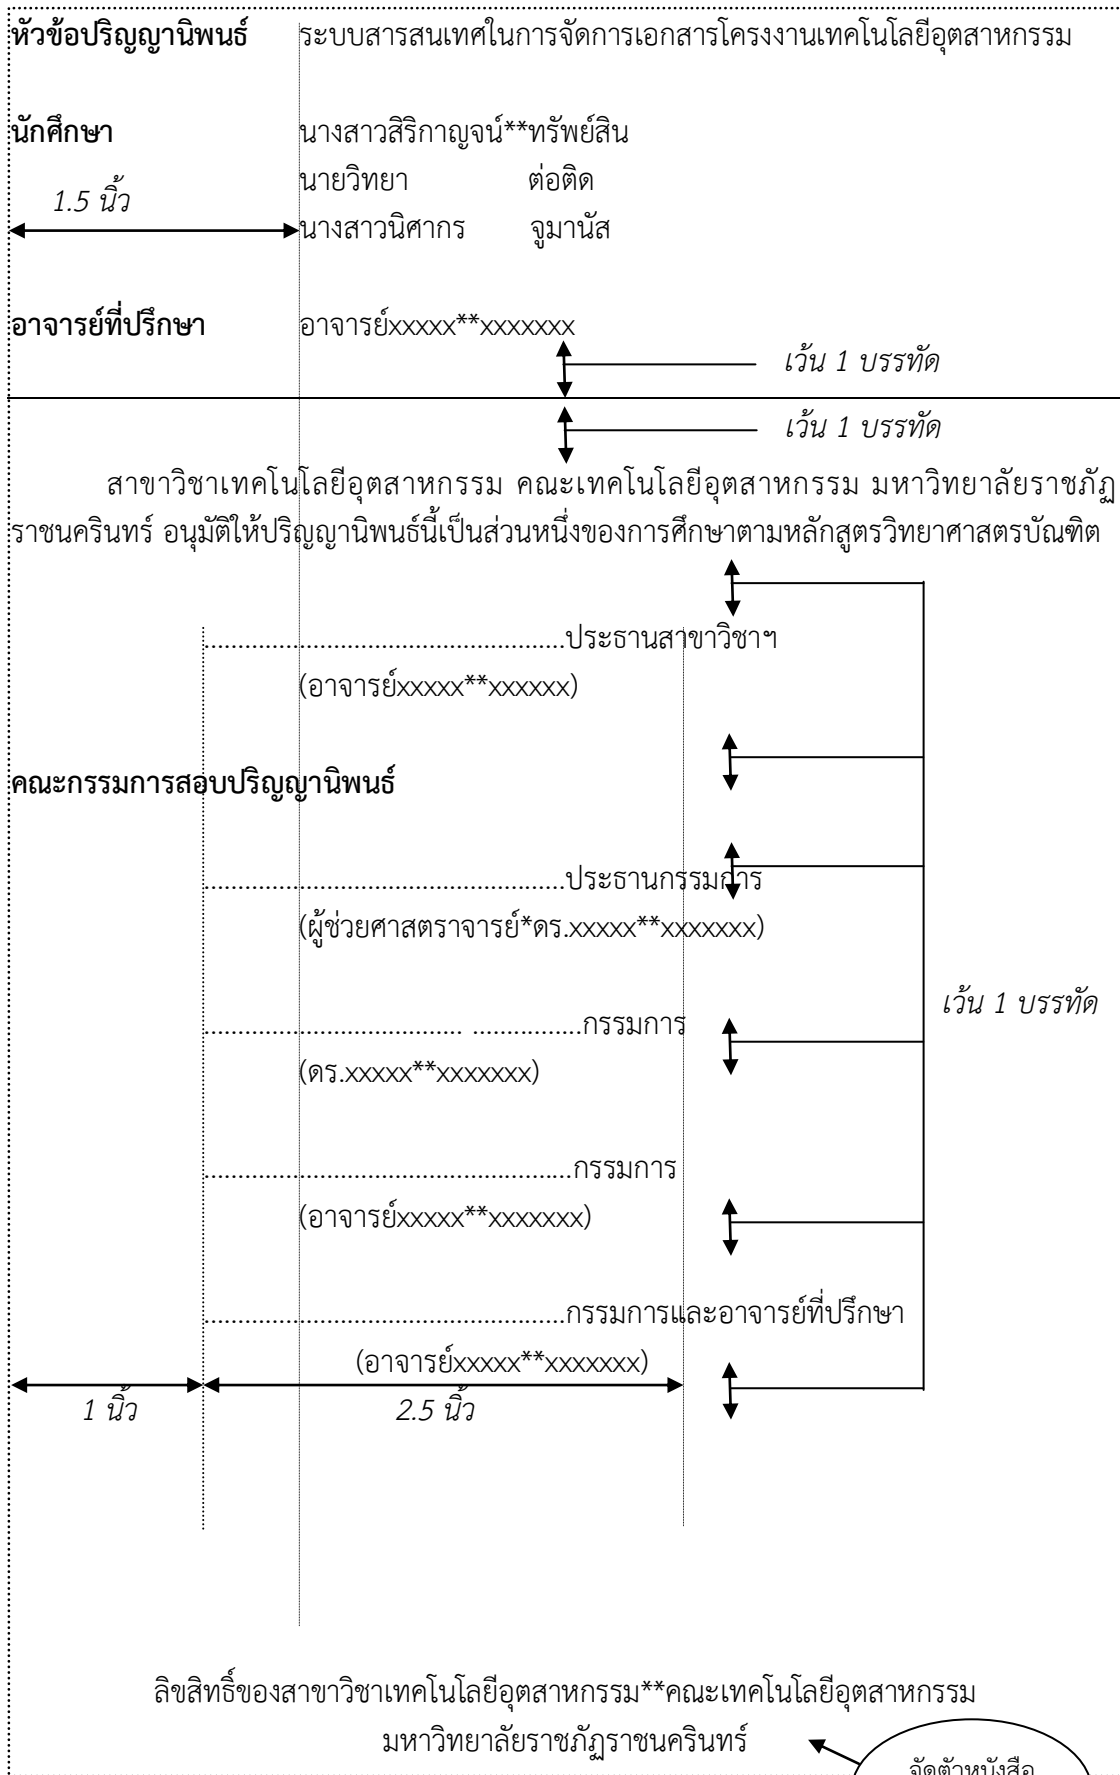 หัวข้อปริญญานิพนธ์ ระบบสารสนเทศในการจัดการเอกสารโครงงานเทคโนโลยีอุตสาหกรรม
นักศึกษา นางสาวสิริกาญจน์**ทรัพย์สิน
นายวิทยา ต่อติด
1.5 นิ้ว
นางสาวนิศากร จูมานัส
อาจารย์ที่ปรึกษา อาจารย์xxxxx**xxxxxxx
เว้น 1 บรรทัด
เว้น 1 บรรทัด
สาขาวิชาเทคโนโลยีอุตสาหกรรม คณะเทคโนโลยีอุตสาหกรรม มหาวิทยาลัยราชภัฏ
ราชนครินทร์ อนุมัติให้ปริญญานิพนธ์นี้เป็นส่วนหนึ่งของการศึกษาตามหลักสูตรวิทยาศาสตรบัณฑิต
.............................................ประธานสาขาวิชาฯ
(อาจารย์xxxxx**xxxxxx)
คณะกรรมการสอบปริญญานิพนธ์
.............................................ประธานกรรมการ
(ผู้ช่วยศาสตราจารย์*ดร.xxxxx**xxxxxxx)
เว้น 1 บรรทัด
................................ ..............กรรมการ
(ดร.xxxxx**xxxxxxx)
..............................................กรรมการ
(อาจารย์xxxxx**xxxxxxx)
.............................................กรรมการและอาจารย์ที่ปรึกษา
(อาจารย์xxxxx**xxxxxxx)
1 นิ้ว 2.5 นิ้ว
ลิขสิทธิ์ของสาขาวิชาเทคโนโลยีอุตสาหกรรม**คณะเทคโนโลยีอุตสาหกรรม
มหาวิทยาลัยราชภัฏราชนครินทร์
จัดตัวหนังสือ